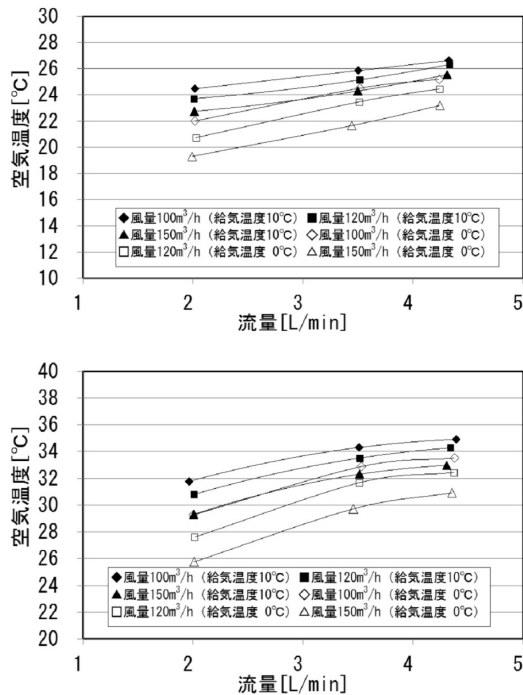 30
28
26
24
22
20
18
16
14
12
10
空気温度[℃]
◆風量100m³/h (給気温度10℃) ■風量120m³/h (給気温度10℃)
▲風量150m³/h (給気温度10℃) ◇風量100m³/h (給気温度 0℃)
□風量120m³/h (給気温度 0℃) △風量150m³/h (給気温度 0℃)
1 2 3 4 5
流量[L/min]
40
38
36
34
32
30
28
26
24
22
20
空気温度[℃]
◆風量100m³/h (給気温度10℃) ■風量120m³/h (給気温度10℃)
▲風量150m³/h (給気温度10℃) ◇風量100m³/h (給気温度 0℃)
□風量120m³/h (給気温度 0℃) △風量150m³/h (給気温度 0℃)
1 2 3 4 5
流量[L/min]